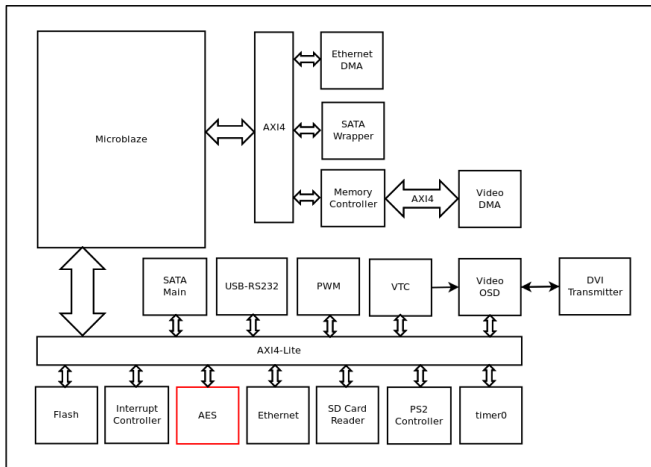 Ethernet
DMA
Microblaze
AXI4
SATA
Wrapper
Memory
Controller
AXI4
Video
DMA
SATA
Main
USB-RS232
PWM
VTC
Video
OSD
DVI
Transmitter
AXI4-Lite
Flash
Interrupt
Controller
AES
Ethernet
SD Card
Reader
PS2
Controller
timer0